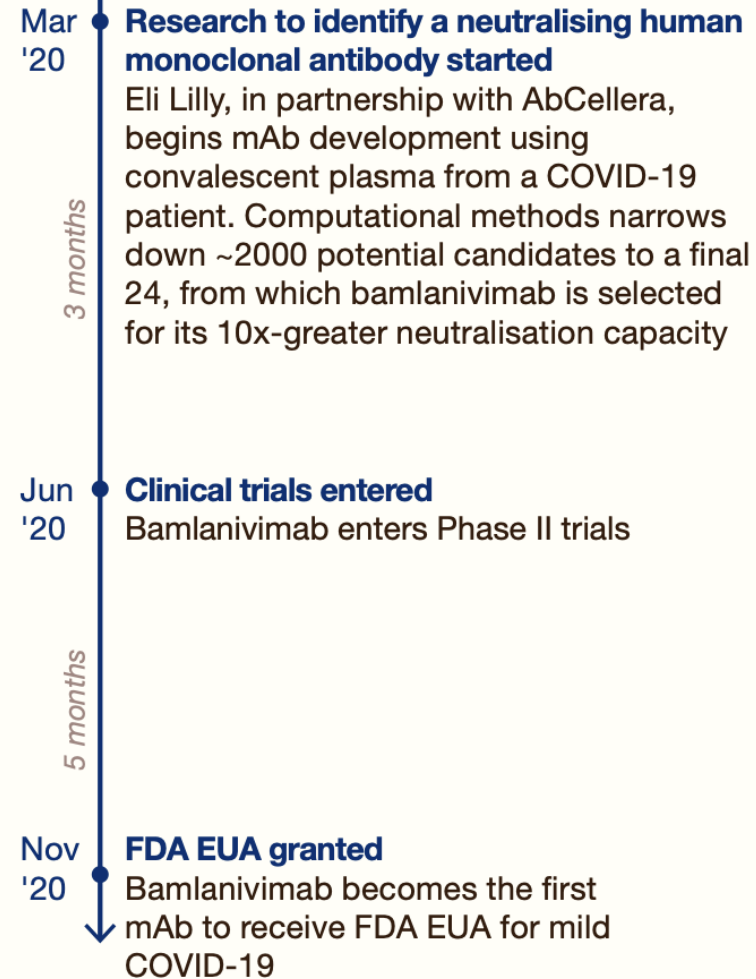 Mar '20
Research to identify a neutralising human
monoclonal antibody started
Eli Lilly, in partnership with AbCellera,
begins mAb development using
convalescent plasma from a COVID-19
patient. Computational methods narrows
down ~2000 potential candidates to a final
24, from which bamlanivimab is selected
for its 10x-greater neutralisation capacity
3 months
Jun '20
Clinical trials entered
Bamlanivimab enters Phase II trials
5 months
Nov '20
FDA EUA granted
Bamlanivimab becomes the first
mAb to receive FDA EUA for mild
COVID-19